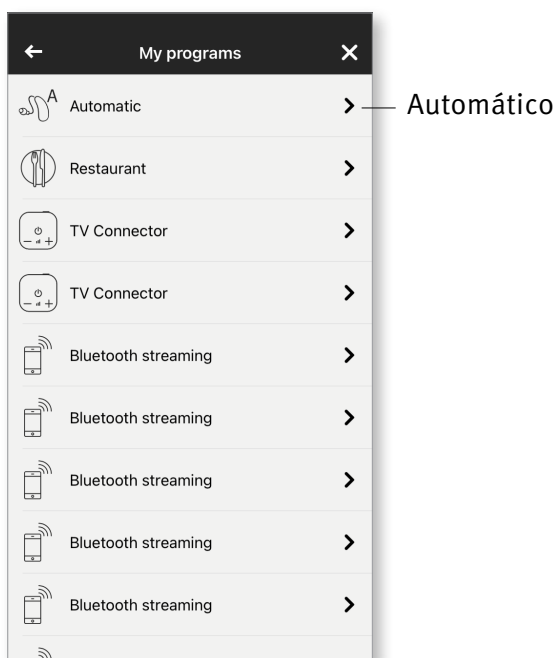 My programs
A
Automatic
Automático
Restaurant
TV Connector
TV Connector
Bluetooth streaming
Bluetooth streaming
Bluetooth streaming
Bluetooth streaming
Bluetooth streaming